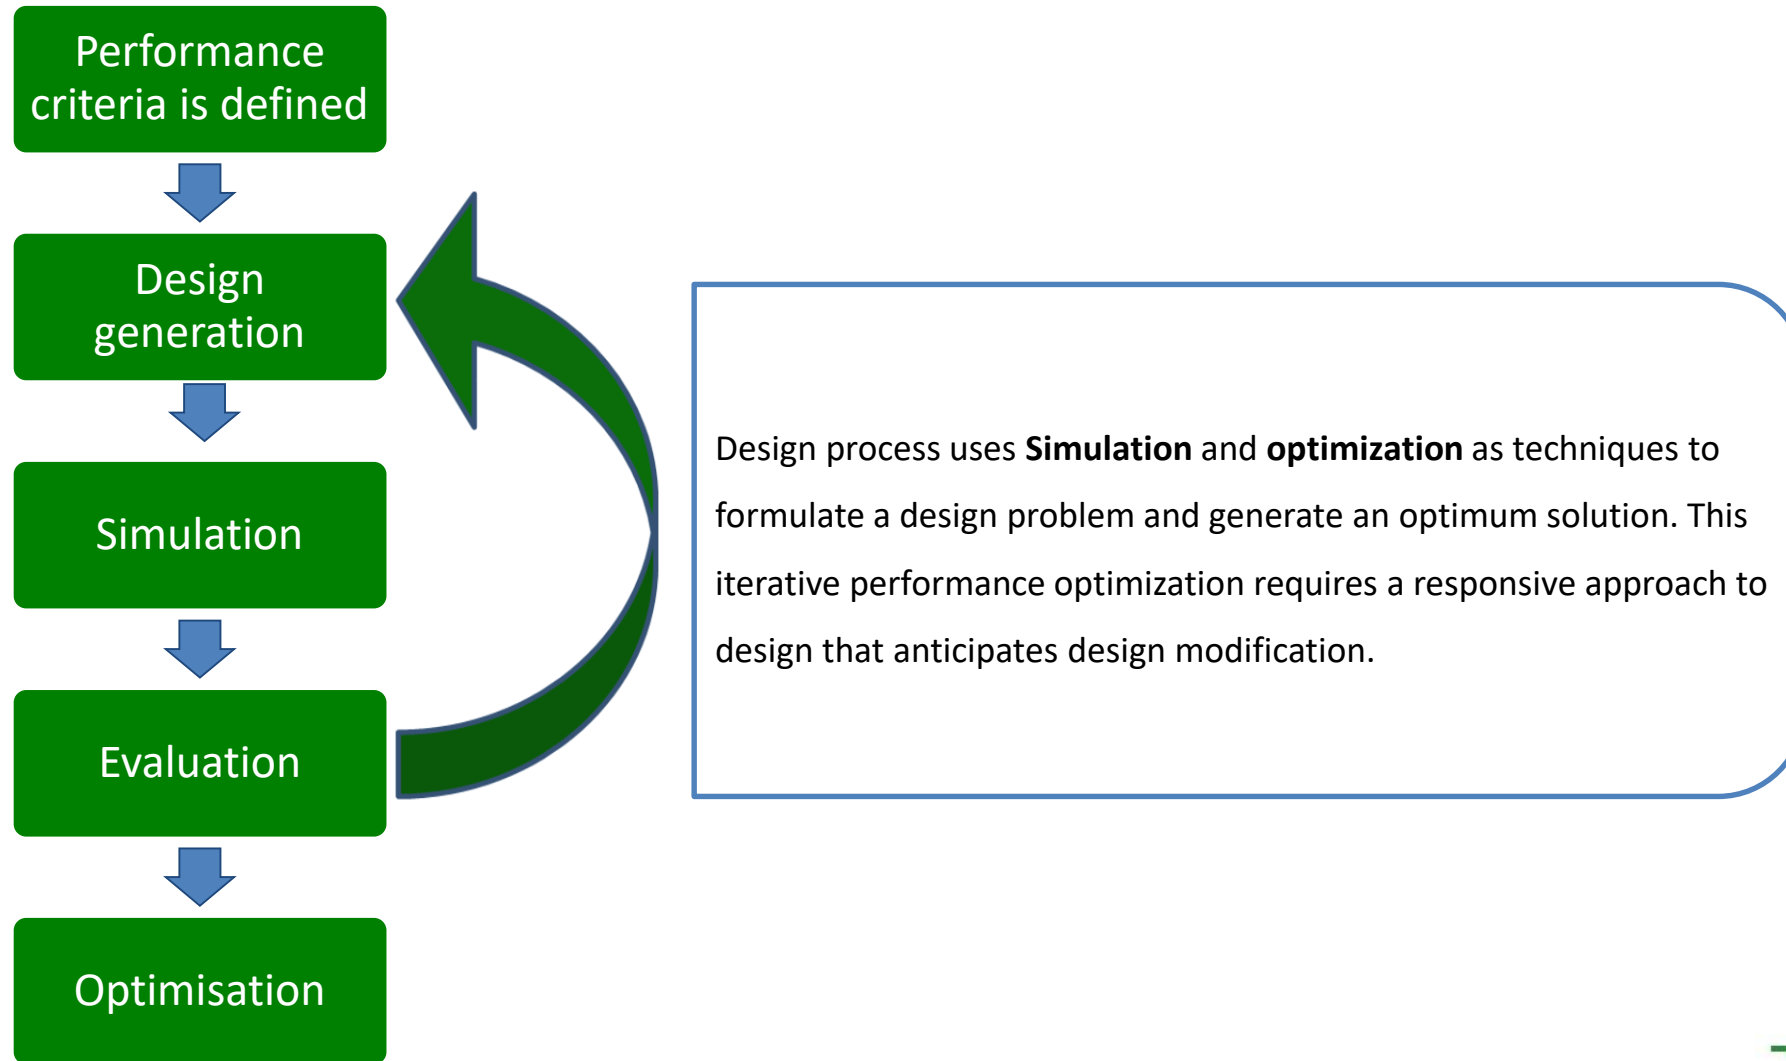 Performance
criteria is defined
Design
generation
Simulation
Evaluation
Optimisation
Design process uses Simulation and optimization as techniques to
formulate a design problem and generate an optimum solution. This
iterative performance optimization requires a responsive approach to
design that anticipates design modification.